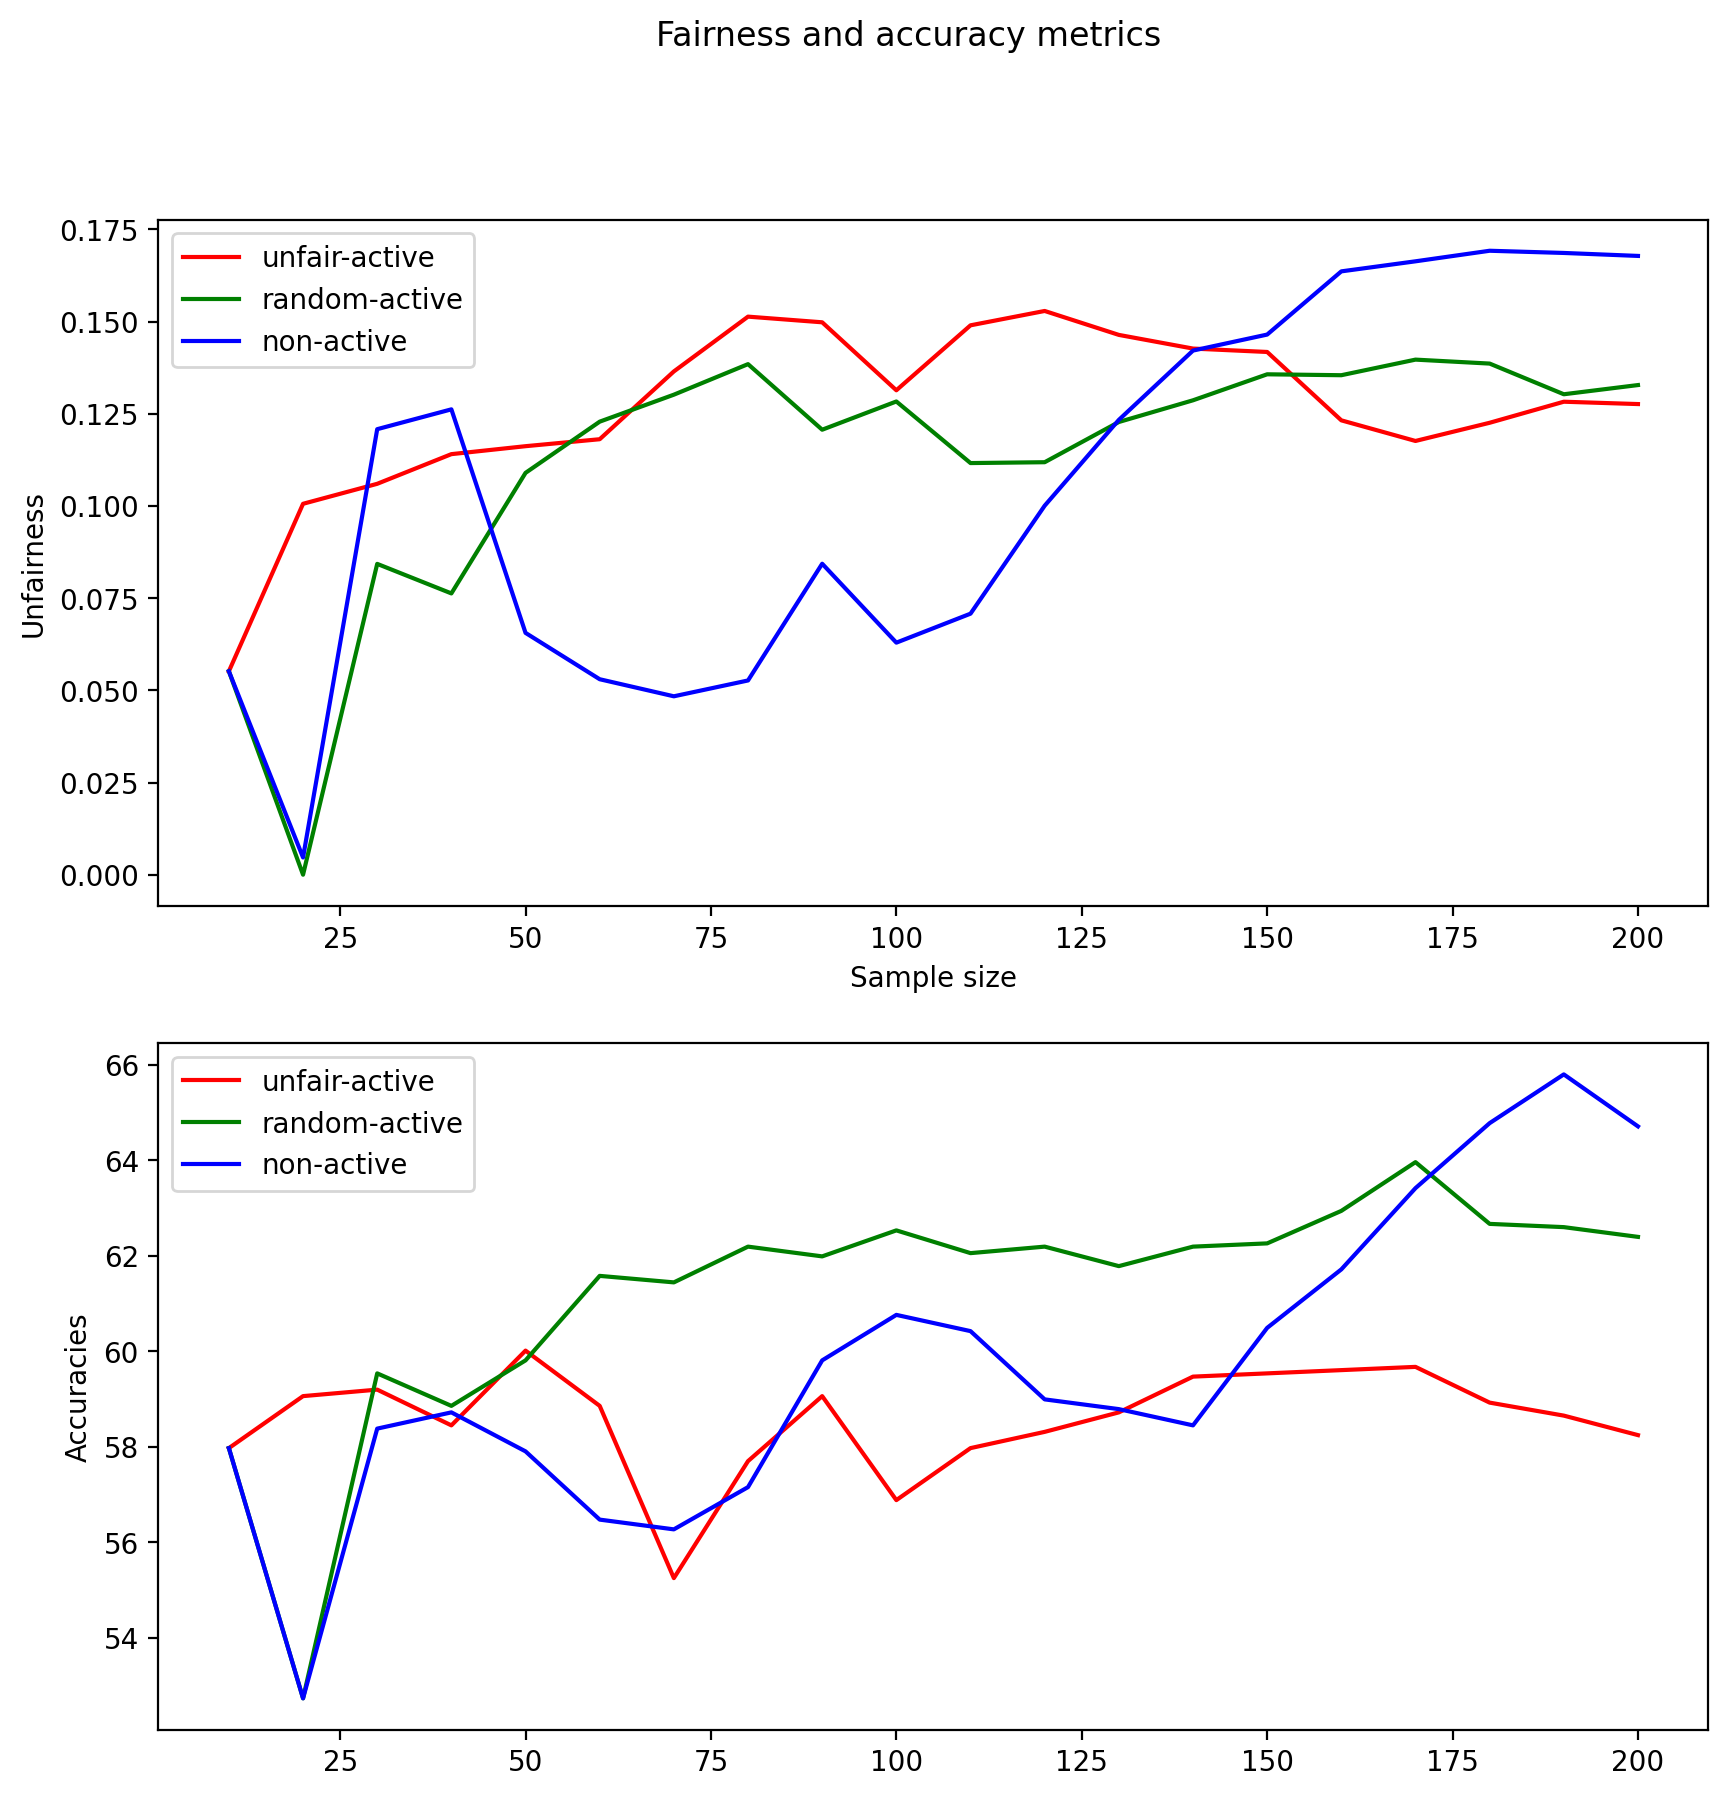 Fairness and accuracy metrics
0.175
0.150
0.125
0.100
0.075
0.050
0.025
0.000
Unfairness
unfair-active
random-active
non-active
25 50 75 100 125 150 175 200
Sample size
66
64
62
60
58
56
54
Accuracies
unfair-active
random-active
non-active
25 50 75 100 125 150 175 200